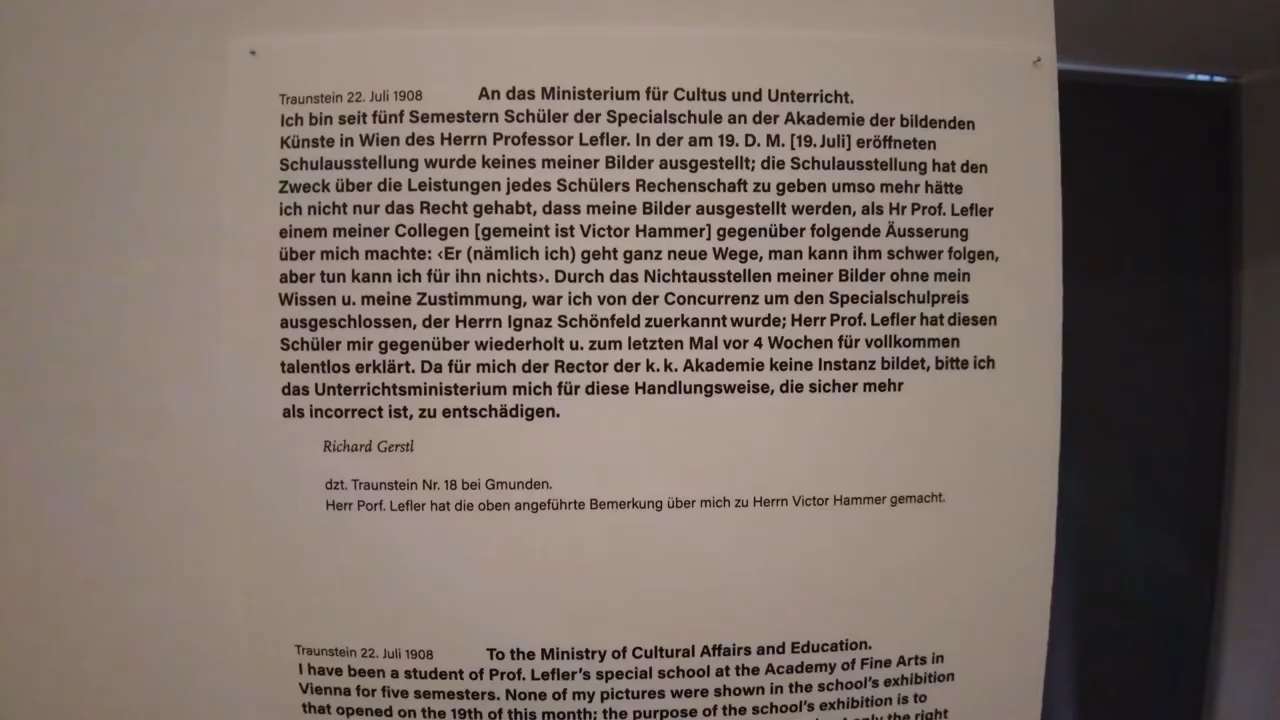 Traunstein 22. Juli 1908 An das Ministerium für Cultus und Unterricht.
Ich bin seit fünf Semestern Schüler der Specialschule an der Akademie der bildenden
Künste in Wien des Herrn Professor Lefler. In der am 19. D. M. [19. Juli] eröffneten
Schulausstellung wurde keines meiner Bilder ausgestellt; die Schulausstellung hat den
Zweck über die Leistungen jedes Schülers Rechenschaft zu geben umso mehr hätte
ich nicht nur das Recht gehabt, dass meine Bilder ausgestellt werden, als Hr Prof. Lefler
einem meiner Collegen [gemeint ist Victor Hammer] gegenüber folgende Äusserung
über mich machte: ‹Er (nämlich ich) geht ganz neue Wege, man kann ihm schwer folgen,
aber tun kann ich für ihn nichts›. Durch das Nichtausstellen meiner Bilder ohne mein
Wissen u. meine Zustimmung, war ich von der Concurrenz um den Specialschulpreis
ausgeschlossen, der Herrn Ignaz Schönfeld zuerkannt wurde; Herr Prof. Lefler hat diesen
Schüler mir gegenüber wiederholt u. zum letzten Mal vor 4 Wochen für vollkommen
talentlos erklärt. Da für mich der Rector der k. k. Akademie keine Instanz bildet, bitte ich
das Unterrichtsministerium mich für diese Handlungsweise, die sicher mehr
als incorrect ist, zu entschädigen.
Richard Gerstl
dzt. Traunstein Nr. 18 bei Gmunden.
Herr Porf. Lefler hat die oben angeführte Bemerkung über mich zu Herrn Victor Hammer gemacht.
Traunstein 22. Juli 1908 To the Ministry of Cultural Affairs and Education.
I have been a student of Prof. Lefler's special school at the Academy of Fine Arts in
Vienna for five semesters. None of my pictures were shown in the school's exhibition
that opened on the 19th of this month; the purpose of the school's exhibition is to
only the right